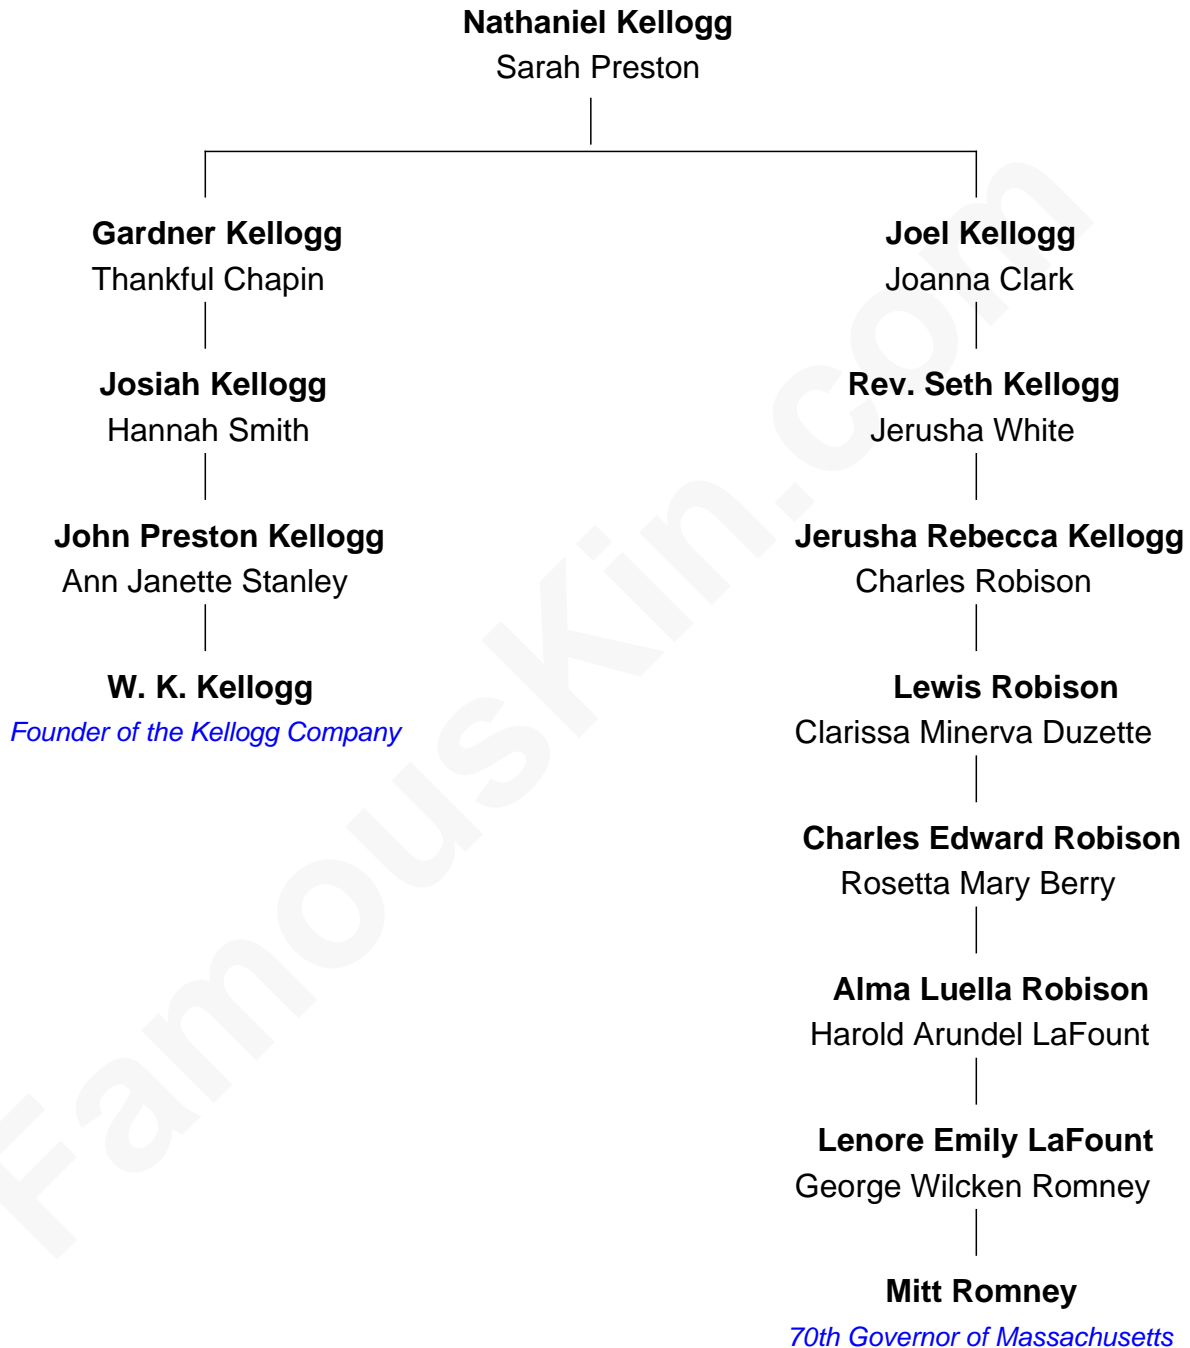 Nathaniel Kellogg
Sarah Preston
Gardner Kellogg
Thankful Chapin
Joel Kellogg
Joanna Clark
Josiah Kellogg
Hannah Smith
Rev. Seth Kellogg
Jerusha White
John Preston Kellogg
Ann Janette Stanley
Jerusha Rebecca Kellogg
Charles Robison
W. K. Kellogg
Founder of the Kellogg Company
Lewis Robison
Clarissa Minerva Duzette
Charles Edward Robison
Rosetta Mary Berry
Alma Luella Robison
Harold Arundel LaFount
Lenore Emily LaFount
George Wilcken Romney
Mitt Romney
70th Governor of Massachusetts
FamousKin.com